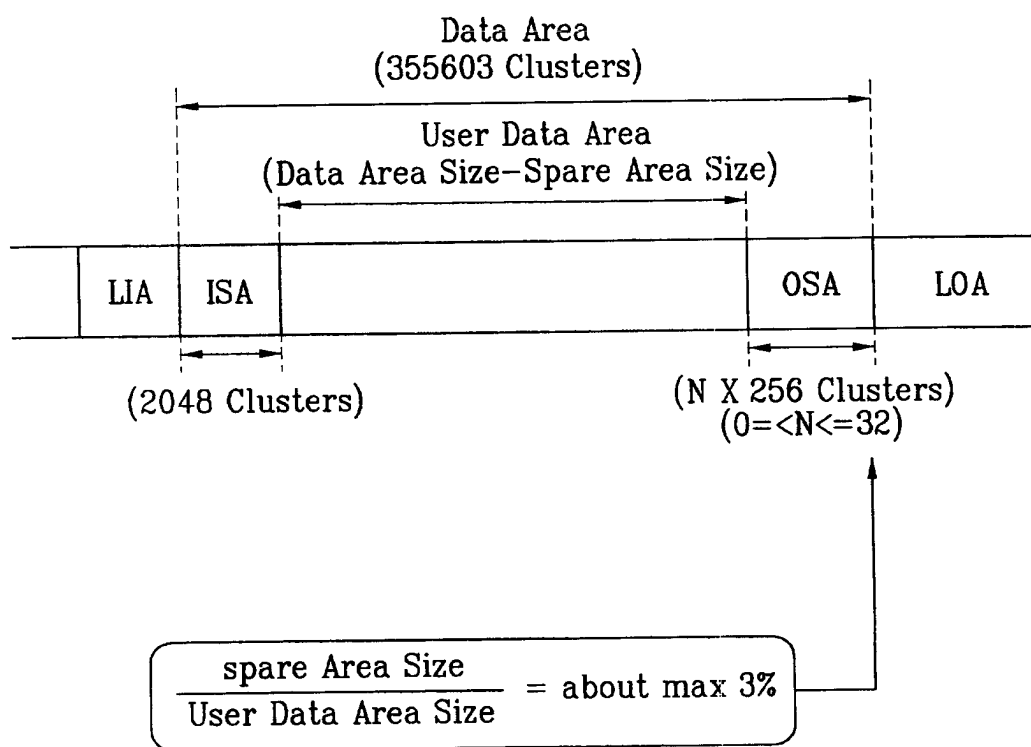 Data Area
(355603 Clusters)
User Data Area
(Data Area Size-Spare Area Size)
LIA
ISA
OSA
LOA
(2048 Clusters)
(N X 256 Clusters)
(0=<N<=32)
spare Area Size
User Data Area Size
= about max 3%